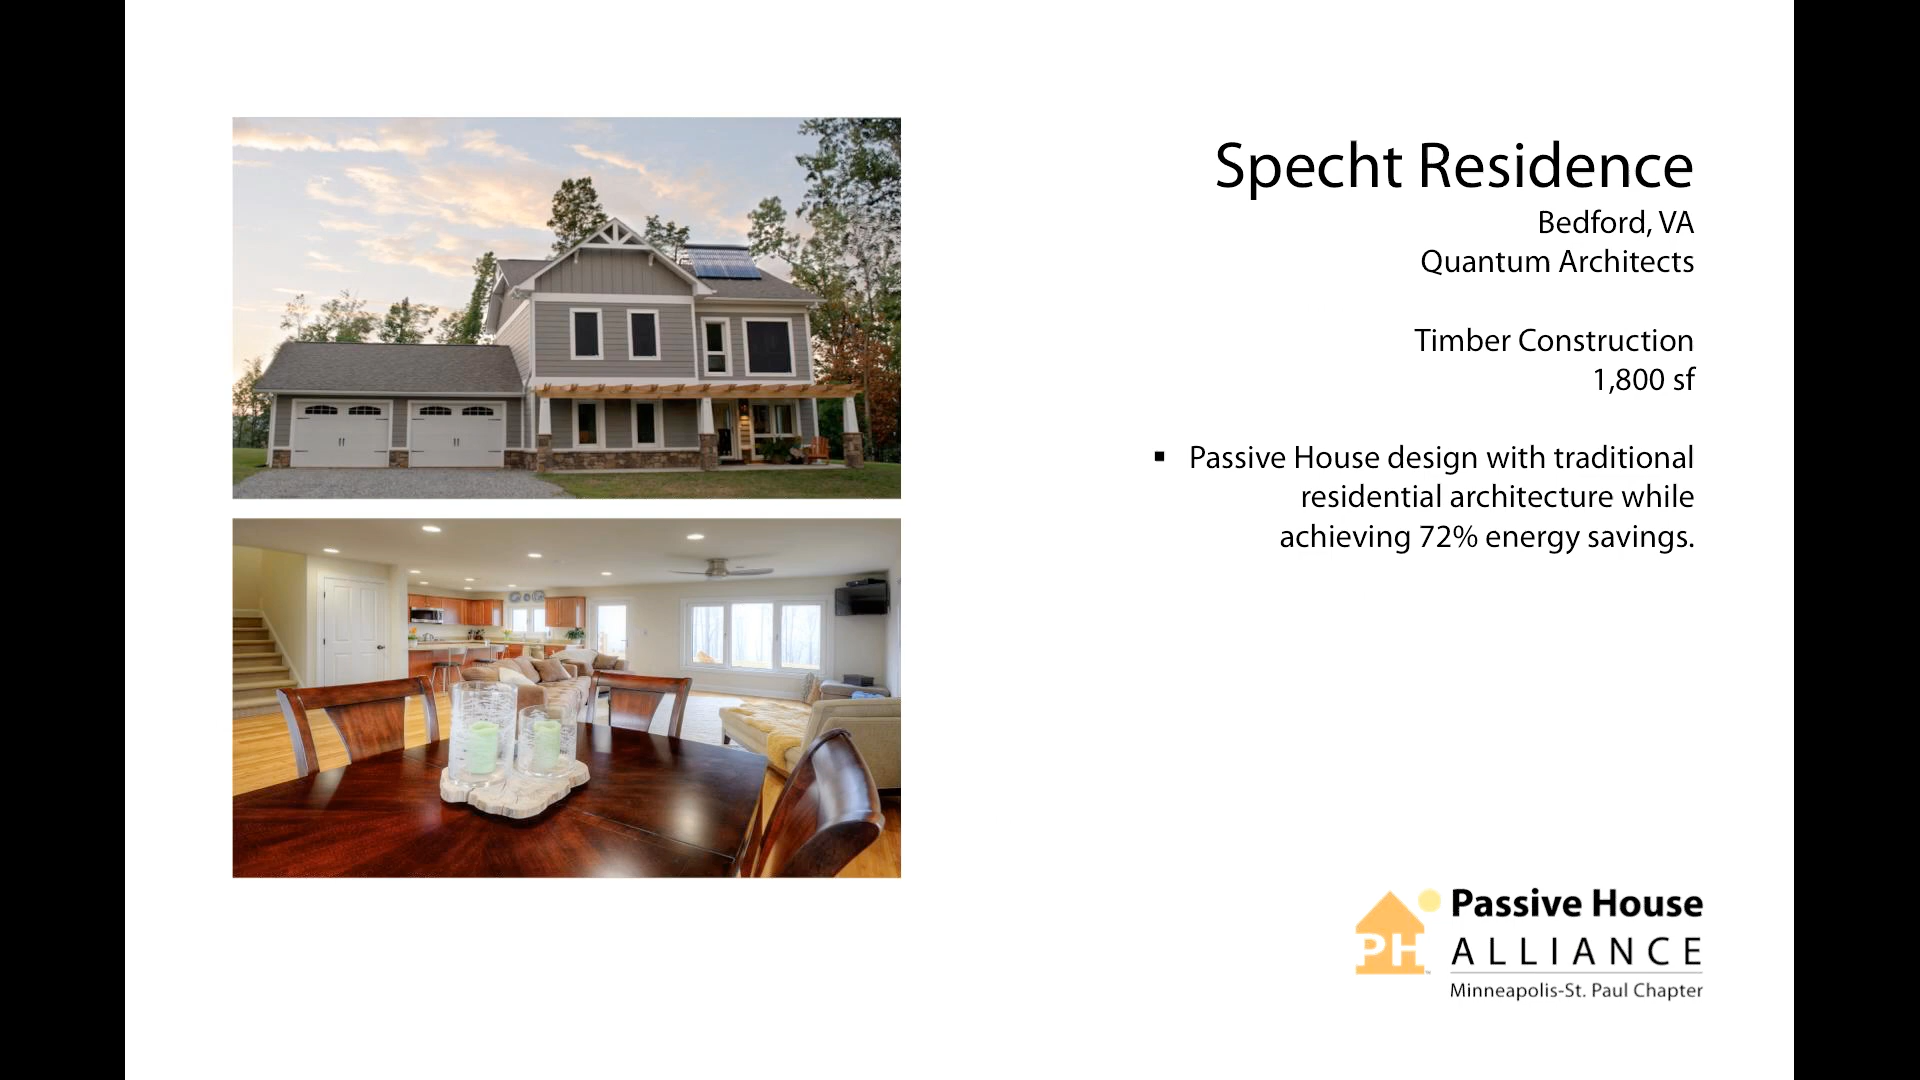 Specht Residence
Bedford, VA
Quantum Architects
Timber Construction
1,800 sf
▪ Passive House design with traditional
residential architecture while
achieving 72% energy savings.
PH
Passive House
ALLIANCE
Minneapolis-St. Paul Chapter